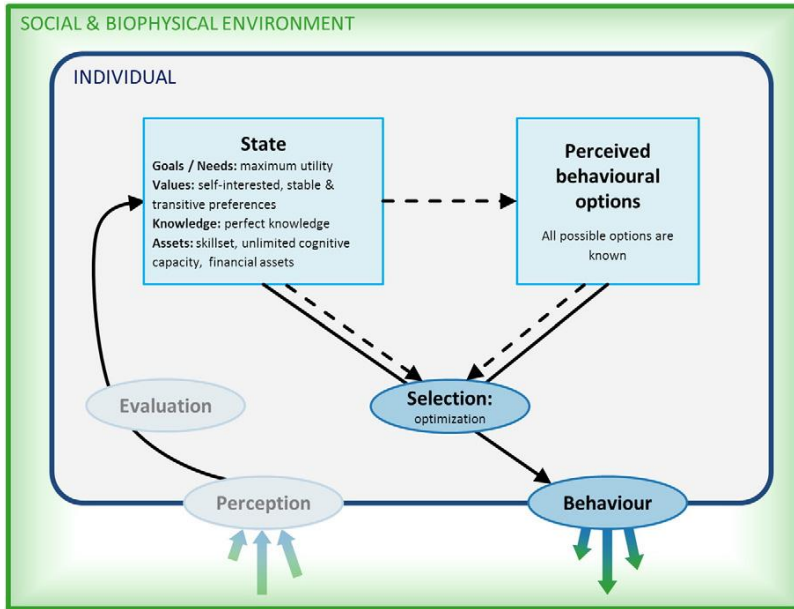 SOCIAL & BIOPHYSICAL ENVIRONMENT
INDIVIDUAL
State
Goals / Needs: maximum utility
Values: self-interested, stable &
transitive preferences
Knowledge: perfect knowledge
Assets: skillset, unlimited cognitive
capacity, financial assets
Perceived
behavioural
options
All possible options are
known
Evaluation
Selection:
optimization
Perception
Behaviour